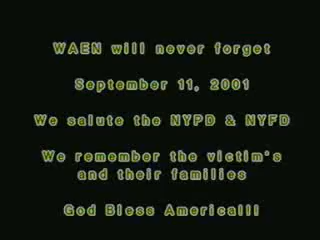 WAEN will never forget
September 11, 2001
We salute the NYPD & NYFD
We remember the victim's
and their families
God Bless America!!!